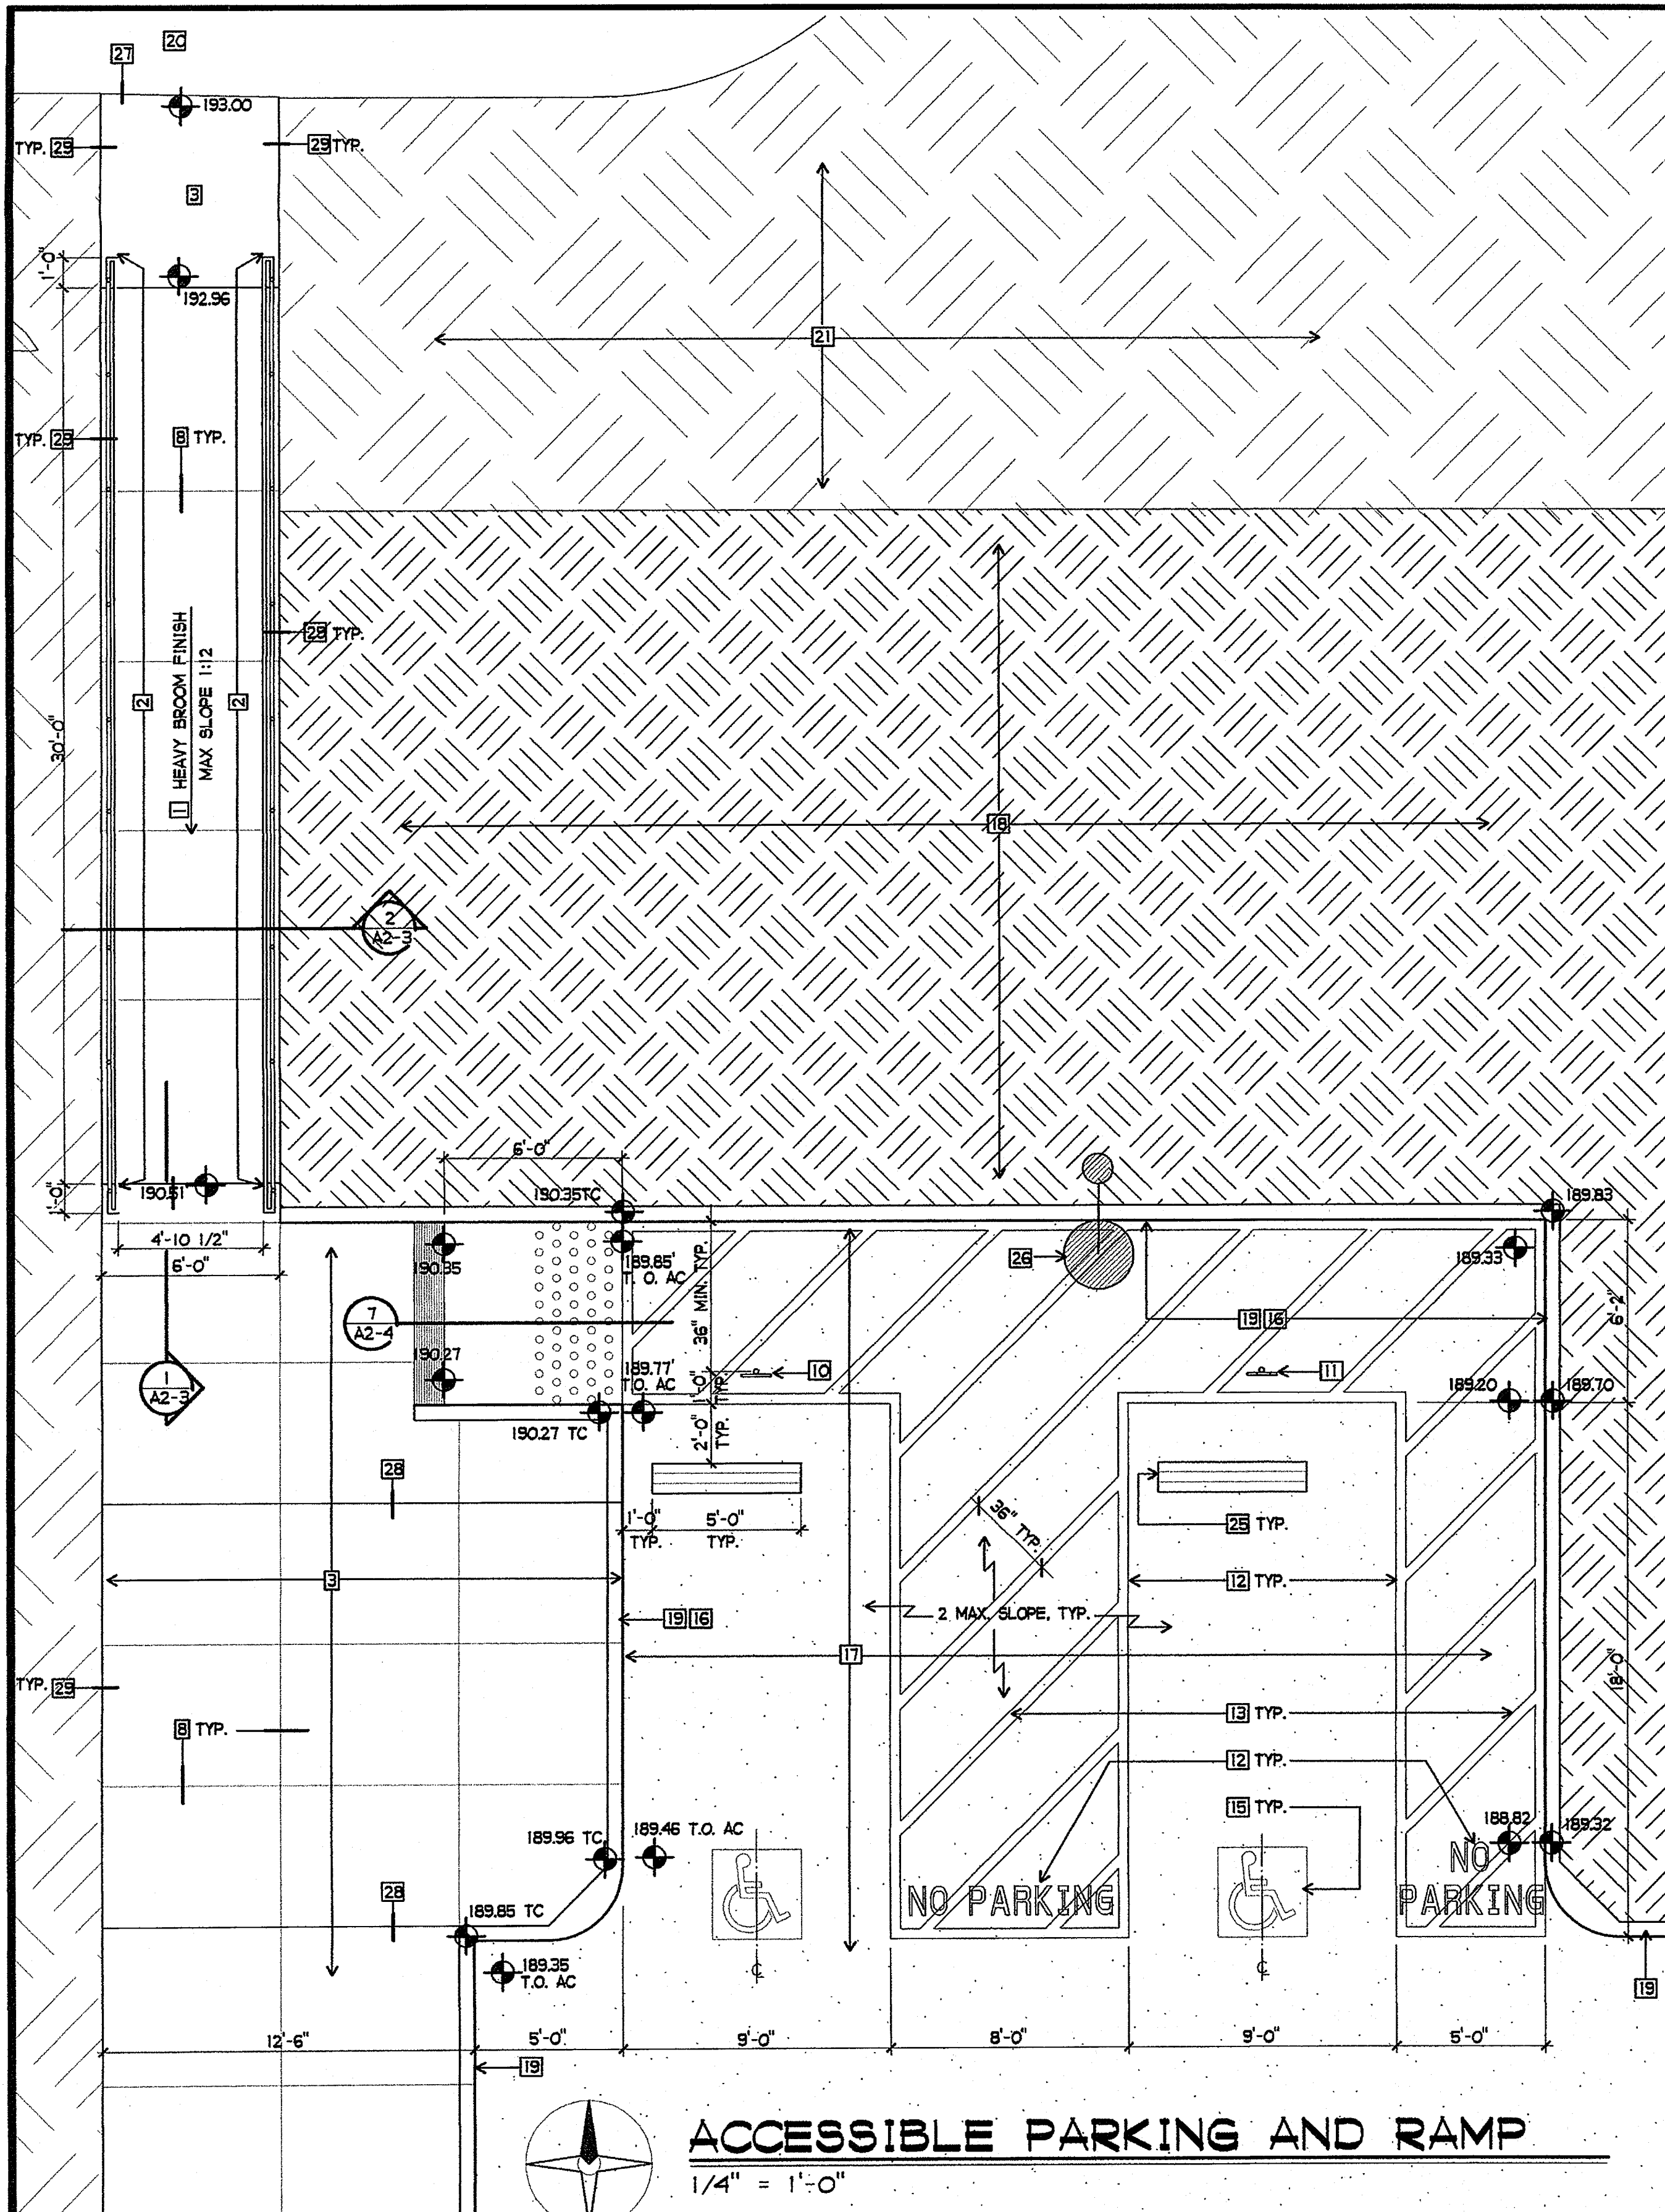 20
27
193.00
TYP. 29
29 TYP.
3
1'-0"
192.96
21
TYP. 29
8 TYP.
29 TYP.
1 HEAVY BROOM FINISH
MAX SLOPE 1:12
2
2
30'-0"
18
2
A2-3
6'-0"
190.51'
1'-0"
190.35TC
189.83
4'-10 1/2"
6'-0"
190.35
189.85'
T. O. AC
36" MIN. TYP.
26
189.33
19 16
6'-2"
7
A2-4
190.27
189.77'
T.O. AC
10
11
1
A2-3
1'-0"
TYP.
189.20
189.70
190.27 TC
2'-0"
TYP.
28
1'-0"
TYP.
5'-0"
TYP.
36" TYP.
25 TYP.
3
12 TYP.
19 16
2 MAX. SLOPE, TYP.
17
18'-0"
TYP. 29
8 TYP.
13 TYP.
12 TYP.
15 TYP.
189.96 TC
189.46 T.O. AC
188.82
189.32
NO PARKING
NO
PARKING
28
189.85 TC
189.35
T.O. AC
19
12'-6"
5'-0"
9'-0"
8'-0"
9'-0"
5'-0"
19
ACCESSIBLE PARKING AND RAMP
1/4" = 1'-0"